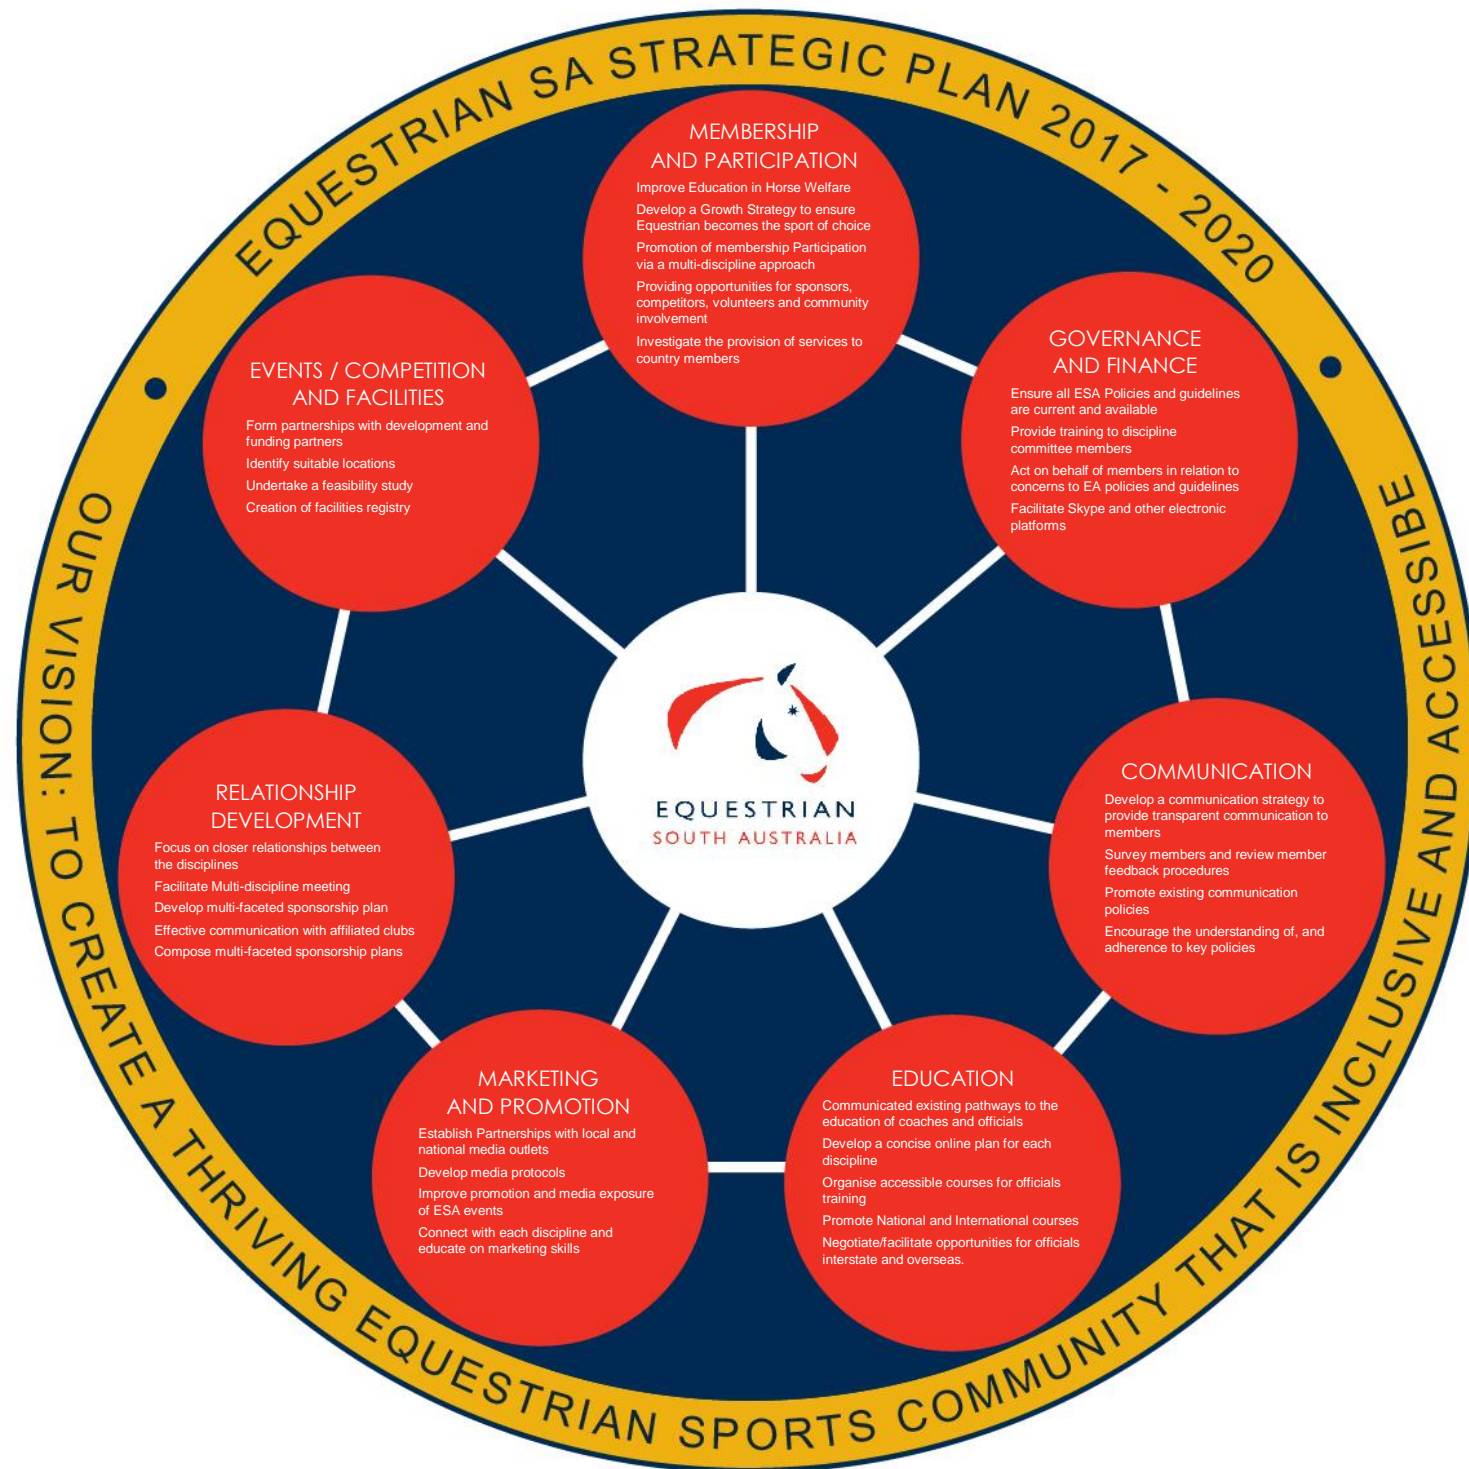 EQUESTRIAN SA STRATEGIC PLAN 2017 - 2020
MEMBERSHIP
AND PARTICIPATION
Improve Education in Horse Welfare
Develop a Growth Strategy to ensure
Equestrian becomes the sport of choice
Promotion of membership Participation
via a multi-discipline approach
Providing opportunities for sponsors,
competitors, volunteers and community
involvement
Investigate the provision of services to
country members
GOVERNANCE
AND FINANCE
Ensure all ESA Policies and guidelines
are current and available
Provide training to discipline
committee members
Act on behalf of members in relation to
concerns to EA policies and guidelines
Facilitate Skype and other electronic
platforms
COMMUNICATION
Develop a communication strategy to
provide transparent communication to
members
Survey members and review member
feedback procedures
Promote existing communication
policies
Encourage the understanding of, and
adherence to key policies
EDUCATION
Communicated existing pathways to the
education of coaches and officials
Develop a concise online plan for each
discipline
Organise accessible courses for officials
training
Promote National and International courses
Negotiate/facilitate opportunities for officials
interstate and overseas.
MARKETING
AND PROMOTION
Establish Partnerships with local and
national media outlets
Develop media protocols
Improve promotion and media exposure
of ESA events
Connect with each discipline and
educate on marketing skills
RELATIONSHIP
DEVELOPMENT
Focus on closer relationships between
the disciplines
Facilitate Multi-discipline meeting
Develop multi-faceted sponsorship plan
Effective communication with affiliated clubs
Compose multi-faceted sponsorship plans
EVENTS / COMPETITION
AND FACILITIES
Form partnerships with development and
funding partners
Identify suitable locations
Undertake a feasibility study
Creation of facilities registry
EQUESTRIAN
SOUTH AUSTRALIA
OUR VISION: TO CREATE A THRIVING EQUESTRIAN SPORTS COMMUNITY THAT IS INCLUSIVE AND ACCESSIBE